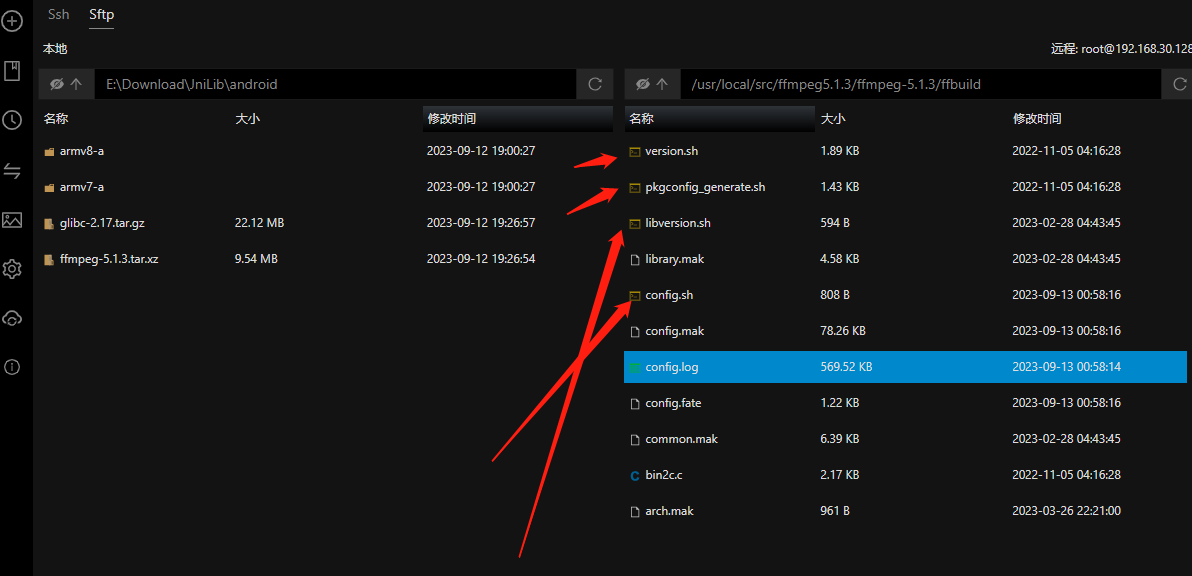 Ssh Sftp
本地 远程: root@192.168.30.128
E:\Download\JniLib\android /usr/local/src/ffmpeg5.1.3/ffmpeg-5.1.3/ffbuild
名称 大小 修改时间 名称 大小 修改时间
armv8-a 2023-09-12 19:00:27 version.sh 1.89 KB 2022-11-05 04:16:28
armv7-a 2023-09-12 19:00:27 pkgconfig_generate.sh 1.43 KB 2022-11-05 04:16:28
glibc-2.17.tar.gz 22.12 MB 2023-09-12 19:26:57 libversion.sh 594 B 2023-02-28 04:43:45
ffmpeg-5.1.3.tar.xz 9.54 MB 2023-09-12 19:26:54 library.mak 4.58 KB 2023-02-28 04:43:45
config.sh 808 B 2023-09-13 00:58:16
config.mak 78.26 KB 2023-09-13 00:58:16
config.log 569.52 KB 2023-09-13 00:58:14
config.fate 1.22 KB 2023-09-13 00:58:16
common.mak 6.39 KB 2023-02-28 04:43:45
bin2c.c 2.17 KB 2022-11-05 04:16:28
arch.mak 961 B 2023-03-26 22:21:00